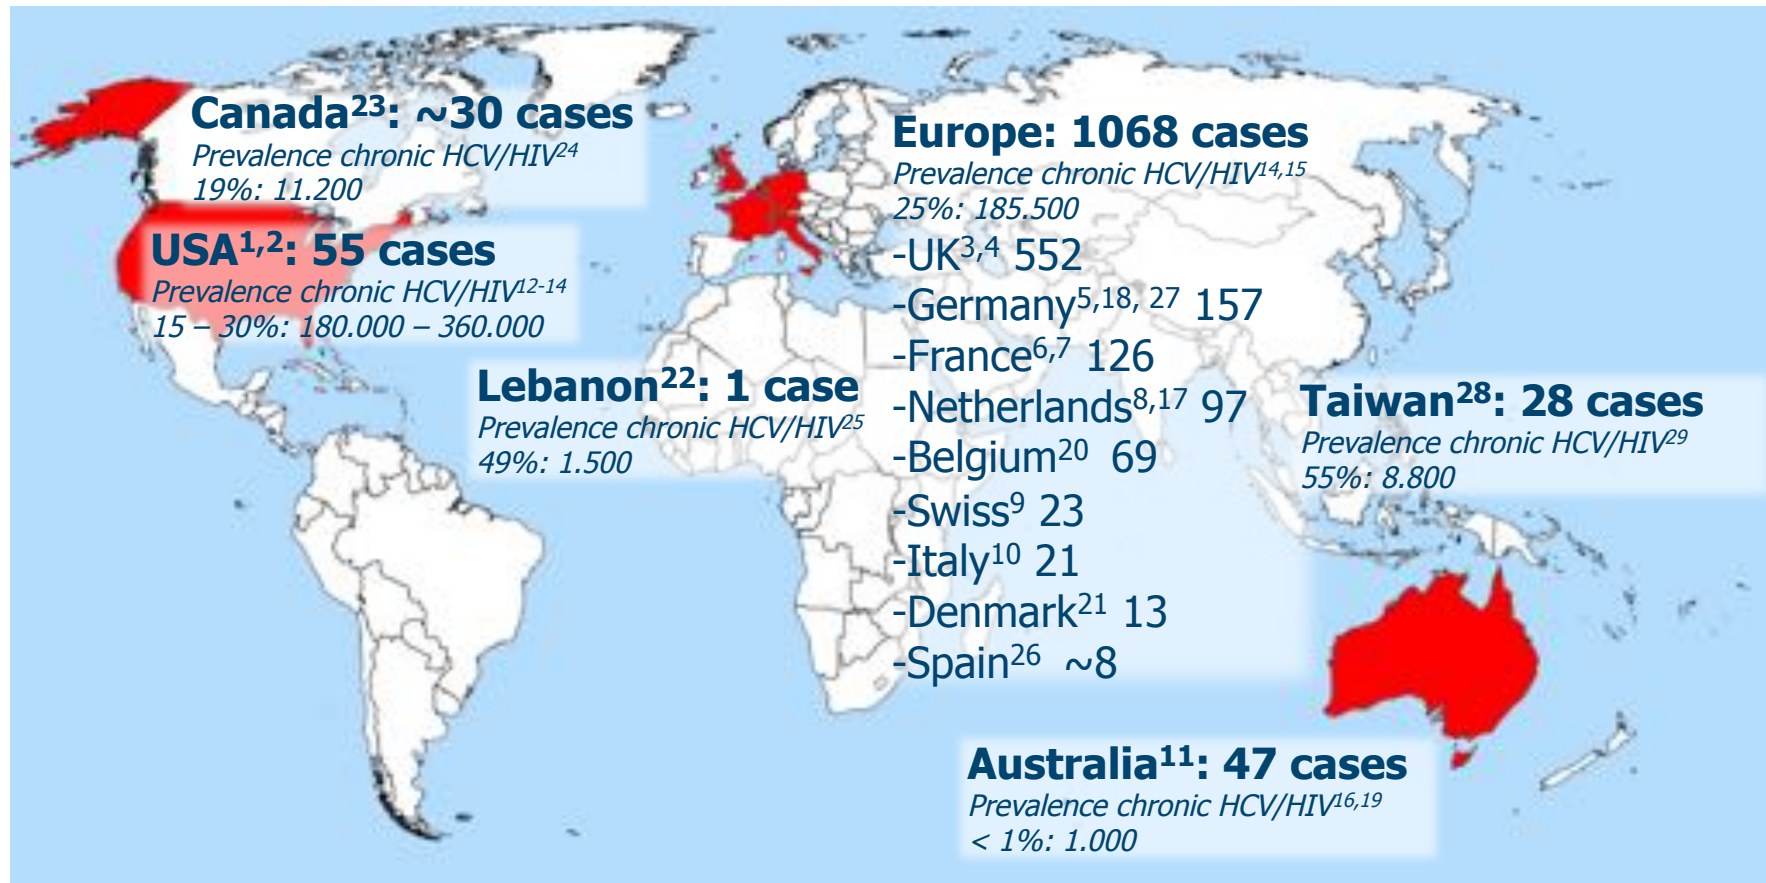 Canada²³: ~30 cases
Prevalence chronic HCV/HIV²⁴
19%: 11.200
USA¹,²: 55 cases
Prevalence chronic HCV/HIV¹²⁻¹⁴
15 – 30%: 180.000 – 360.000
Lebanon²²: 1 case
Prevalence chronic HCV/HIV²⁵
49%: 1.500
Europe: 1068 cases
Prevalence chronic HCV/HIV¹⁴,¹⁵
25%: 185.500
-UK³,⁴ 552
-Germany⁵,¹⁸, ²⁷ 157
-France⁶,⁷ 126
-Netherlands⁸,¹⁷ 97
-Belgium²⁰ 69
-Swiss⁹ 23
-Italy¹⁰ 21
-Denmark²¹ 13
-Spain²⁶ ~8
Taiwan²⁸: 28 cases
Prevalence chronic HCV/HIV²⁹
55%: 8.800
Australia¹¹: 47 cases
Prevalence chronic HCV/HIV¹⁶,¹⁹
< 1%: 1.000